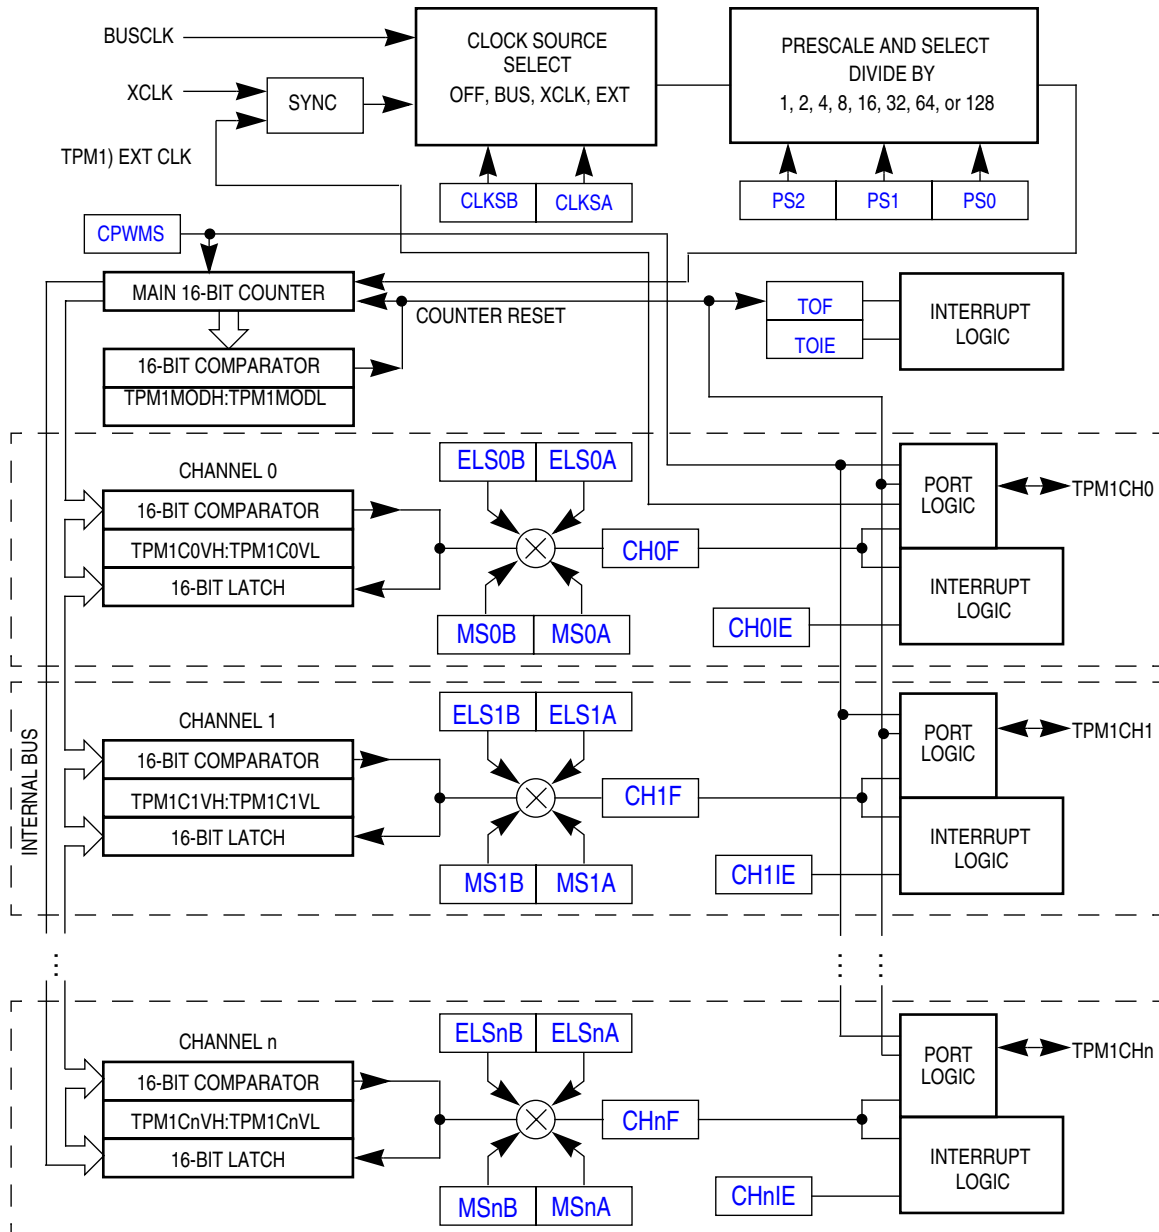 BUSCLK
CLOCK SOURCE
SELECT
OFF, BUS, XCLK, EXT
PRESCALE AND SELECT
DIVIDE BY
1, 2, 4, 8, 16, 32, 64, or 128
XCLK
SYNC
TPM1) EXT CLK
CLKSB
CLKSA
PS2
PS1
PS0
CPWMS
MAIN 16-BIT COUNTER
COUNTER RESET
TOF
TOIE
INTERRUPT
LOGIC
16-BIT COMPARATOR
TPM1MODH:TPM1MODL
INTERNAL BUS
CHANNEL 0
ELS0B
ELS0A
16-BIT COMPARATOR
TPM1C0VH:TPM1C0VL
16-BIT LATCH
CH0F
PORT
LOGIC
TPM1CH0
MS0B
MS0A
CH0IE
INTERRUPT
LOGIC
CHANNEL 1
ELS1B
ELS1A
16-BIT COMPARATOR
TPM1C1VH:TPM1C1VL
16-BIT LATCH
CH1F
PORT
LOGIC
TPM1CH1
MS1B
MS1A
CH1IE
INTERRUPT
LOGIC
...
...
...
CHANNEL n
ELSnB
ELSnA
16-BIT COMPARATOR
TPM1CnVH:TPM1CnVL
16-BIT LATCH
CHnF
PORT
LOGIC
TPM1CHn
MSnB
MSnA
CHnIE
INTERRUPT
LOGIC